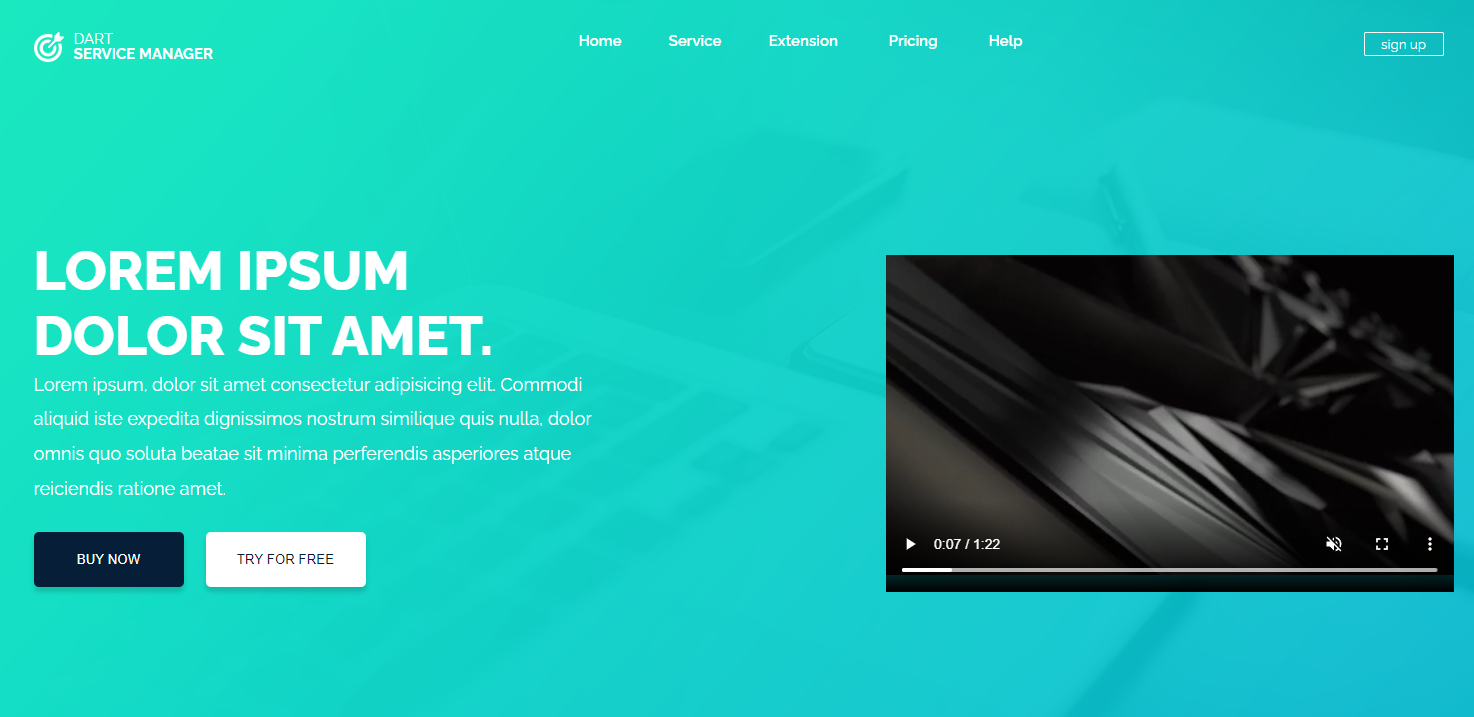 DART
SERVICE MANAGER
Home Service Extension Pricing Help
sign up
LOREM IPSUM
DOLOR SIT AMET.
Lorem ipsum, dolor sit amet consectetur adipisicing elit. Commodi
aliquid iste expedita dignissimos nostrum similique quis nulla, dolor
omnis quo soluta beatae sit minima perferendis asperiores atque
reiciendis ratione amet.
BUY NOW TRY FOR FREE
0:07 / 1:22